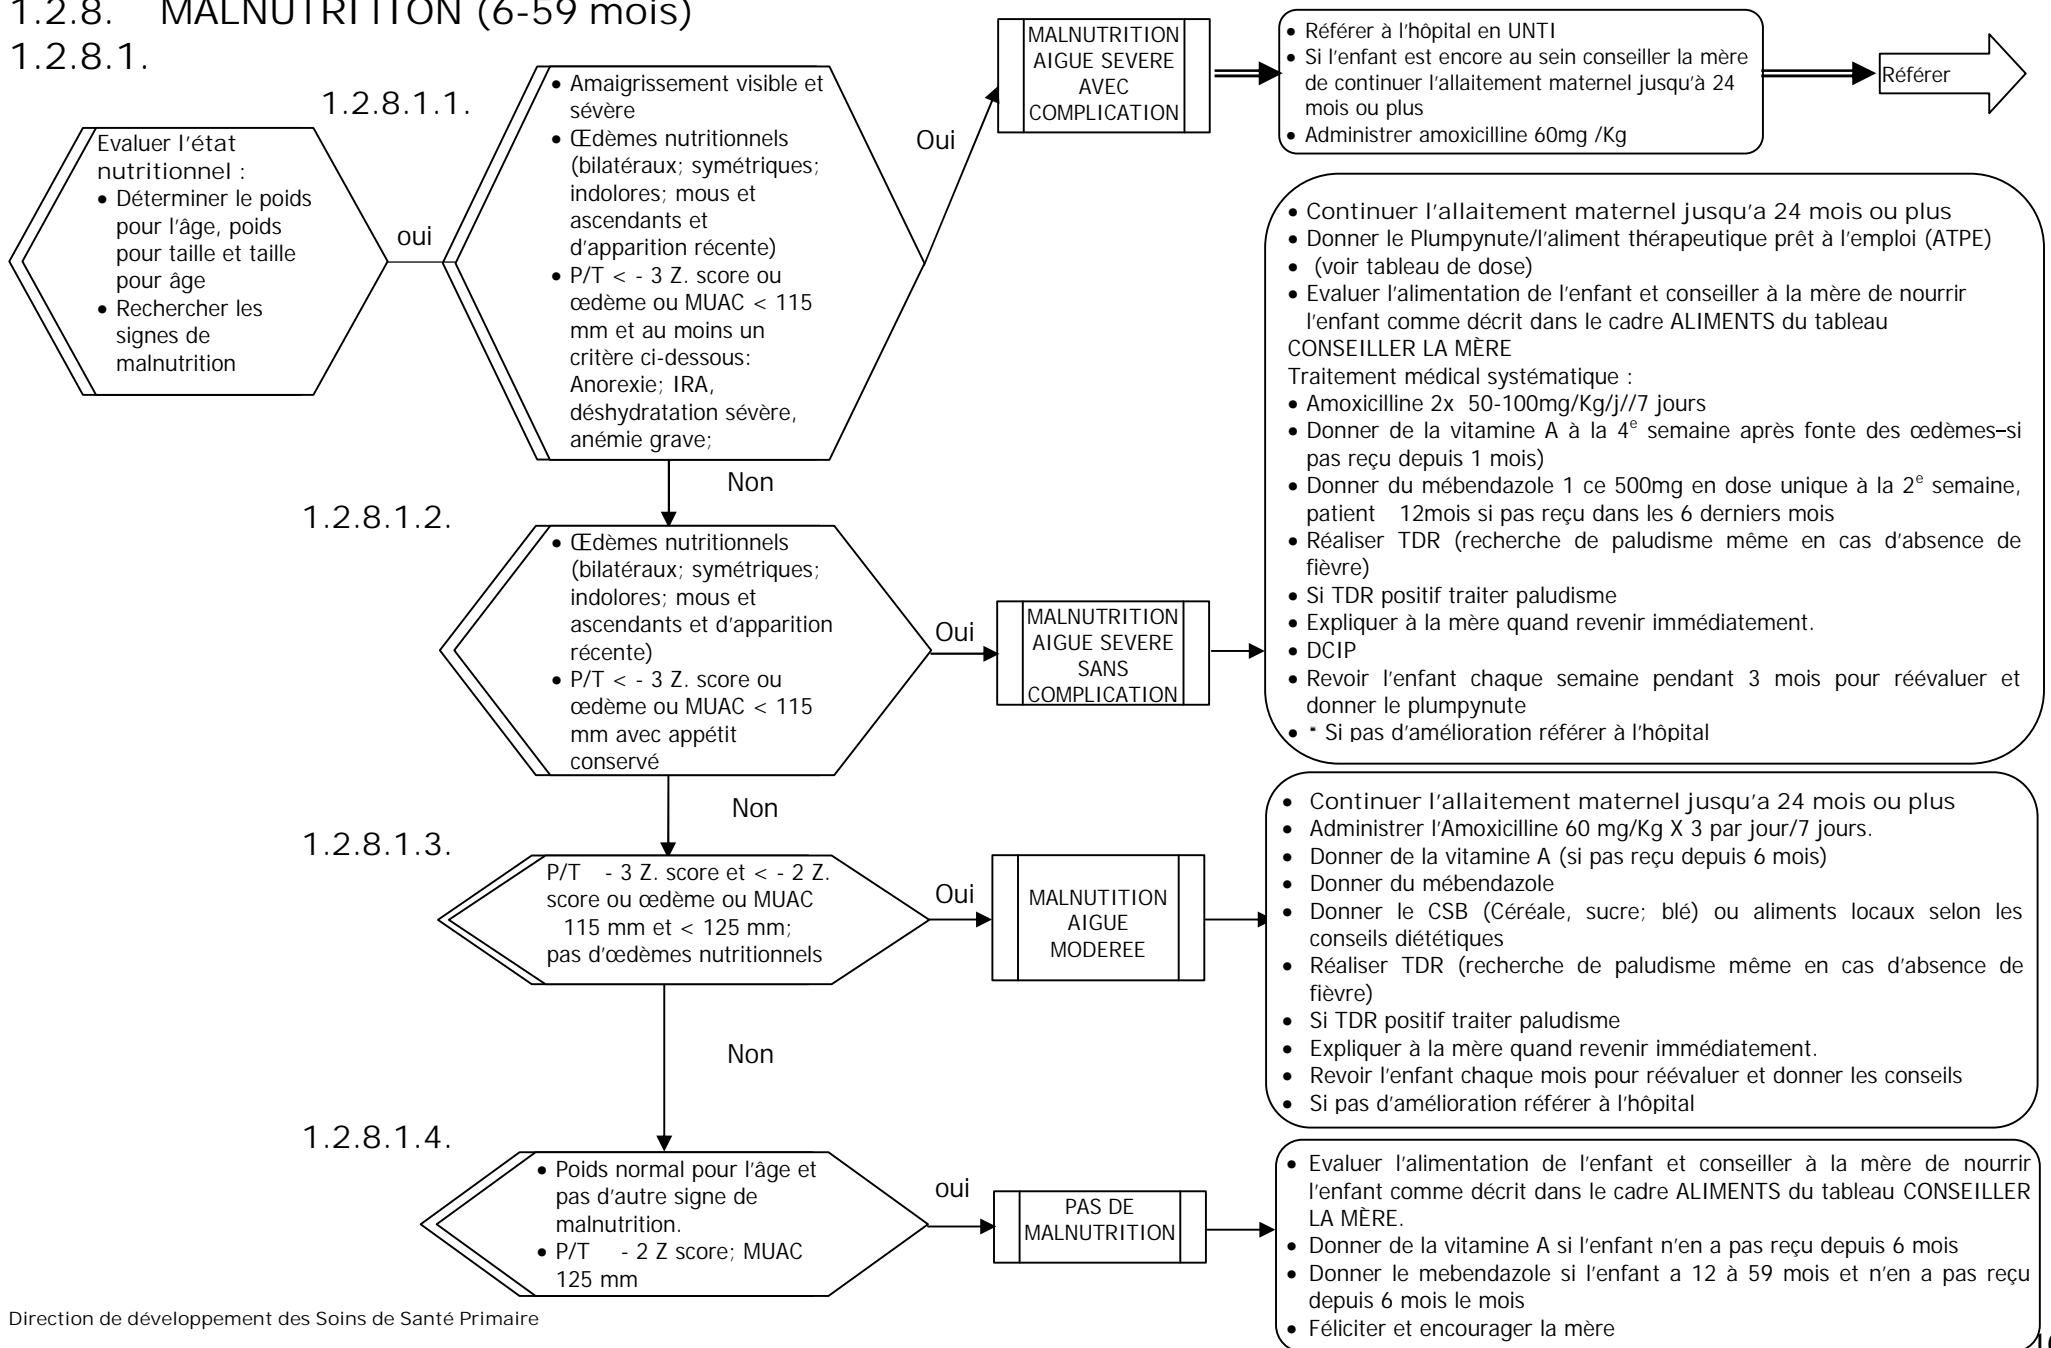 1.2.8. MALNUTRITION (6-59 mois)
1.2.8.1.
1.2.8.1.1.
Evaluer l'état
nutritionnel :
• Déterminer le poids
pour l'âge, poids
pour taille et taille
pour âge
• Rechercher les
signes de
malnutrition
oui
• Amaigrissement visible et
sévère
• Œdèmes nutritionnels
(bilatéraux; symétriques;
indolores; mous et
ascendants et
d'apparition récente)
• P/T < - 3 Z. score ou
œdème ou MUAC < 115
mm et au moins un
critère ci-dessous:
Anorexie; IRA,
déshydratation sévère,
anémie grave;
Oui
MALNUTRITION
AIGUE SEVERE
AVEC
COMPLICATION
• Référer à l'hôpital en UNTI
• Si l'enfant est encore au sein conseiller la mère
de continuer l'allaitement maternel jusqu'à 24
mois ou plus
• Administrer amoxicilline 60mg /Kg
Référer
Non
1.2.8.1.2.
• Œdèmes nutritionnels
(bilatéraux; symétriques;
indolores; mous et
ascendants et d'apparition
récente)
• P/T < - 3 Z. score ou
œdème ou MUAC < 115
mm avec appétit
conservé
Oui
MALNUTRITION
AIGUE SEVERE
SANS
COMPLICATION
• Continuer l'allaitement maternel jusqu'a 24 mois ou plus
• Donner le Plumpynute/l'aliment thérapeutique prêt à l'emploi (ATPE)
• (voir tableau de dose)
• Evaluer l'alimentation de l'enfant et conseiller à la mère de nourrir
l'enfant comme décrit dans le cadre ALIMENTS du tableau
CONSEILLER LA MÈRE
Traitement médical systématique :
• Amoxicilline 2x 50-100mg/Kg/j//7 jours
• Donner de la vitamine A à la 4e semaine après fonte des œdèmes–si
pas reçu depuis 1 mois)
• Donner du mébendazole 1 ce 500mg en dose unique à la 2e semaine,
patient 12mois si pas reçu dans les 6 derniers mois
• Réaliser TDR (recherche de paludisme même en cas d'absence de
fièvre)
• Si TDR positif traiter paludisme
• Expliquer à la mère quand revenir immédiatement.
• DCIP
• Revoir l'enfant chaque semaine pendant 3 mois pour réévaluer et
donner le plumpynute
• - Si pas d'amélioration référer à l'hôpital
Non
1.2.8.1.3.
P/T - 3 Z. score et < - 2 Z.
score ou œdème ou MUAC
115 mm et < 125 mm;
pas d'œdèmes nutritionnels
Oui
MALNUTITION
AIGUE
MODEREE
• Continuer l'allaitement maternel jusqu'a 24 mois ou plus
• Administrer l'Amoxicilline 60 mg/Kg X 3 par jour/7 jours.
• Donner de la vitamine A (si pas reçu depuis 6 mois)
• Donner du mébendazole
• Donner le CSB (Céréale, sucre; blé) ou aliments locaux selon les
conseils diététiques
• Réaliser TDR (recherche de paludisme même en cas d'absence de
fièvre)
• Si TDR positif traiter paludisme
• Expliquer à la mère quand revenir immédiatement.
• Revoir l'enfant chaque mois pour réévaluer et donner les conseils
• Si pas d'amélioration référer à l'hôpital
Non
1.2.8.1.4.
• Poids normal pour l'âge et
pas d'autre signe de
malnutrition.
• P/T - 2 Z score; MUAC
125 mm
oui
PAS DE
MALNUTRITION
• Evaluer l'alimentation de l'enfant et conseiller à la mère de nourrir
l'enfant comme décrit dans le cadre ALIMENTS du tableau CONSEILLER
LA MÈRE.
• Donner de la vitamine A si l'enfant n'en a pas reçu depuis 6 mois
• Donner le mebendazole si l'enfant a 12 à 59 mois et n'en a pas reçu
depuis 6 mois le mois
• Féliciter et encourager la mère
Direction de développement des Soins de Santé Primaire